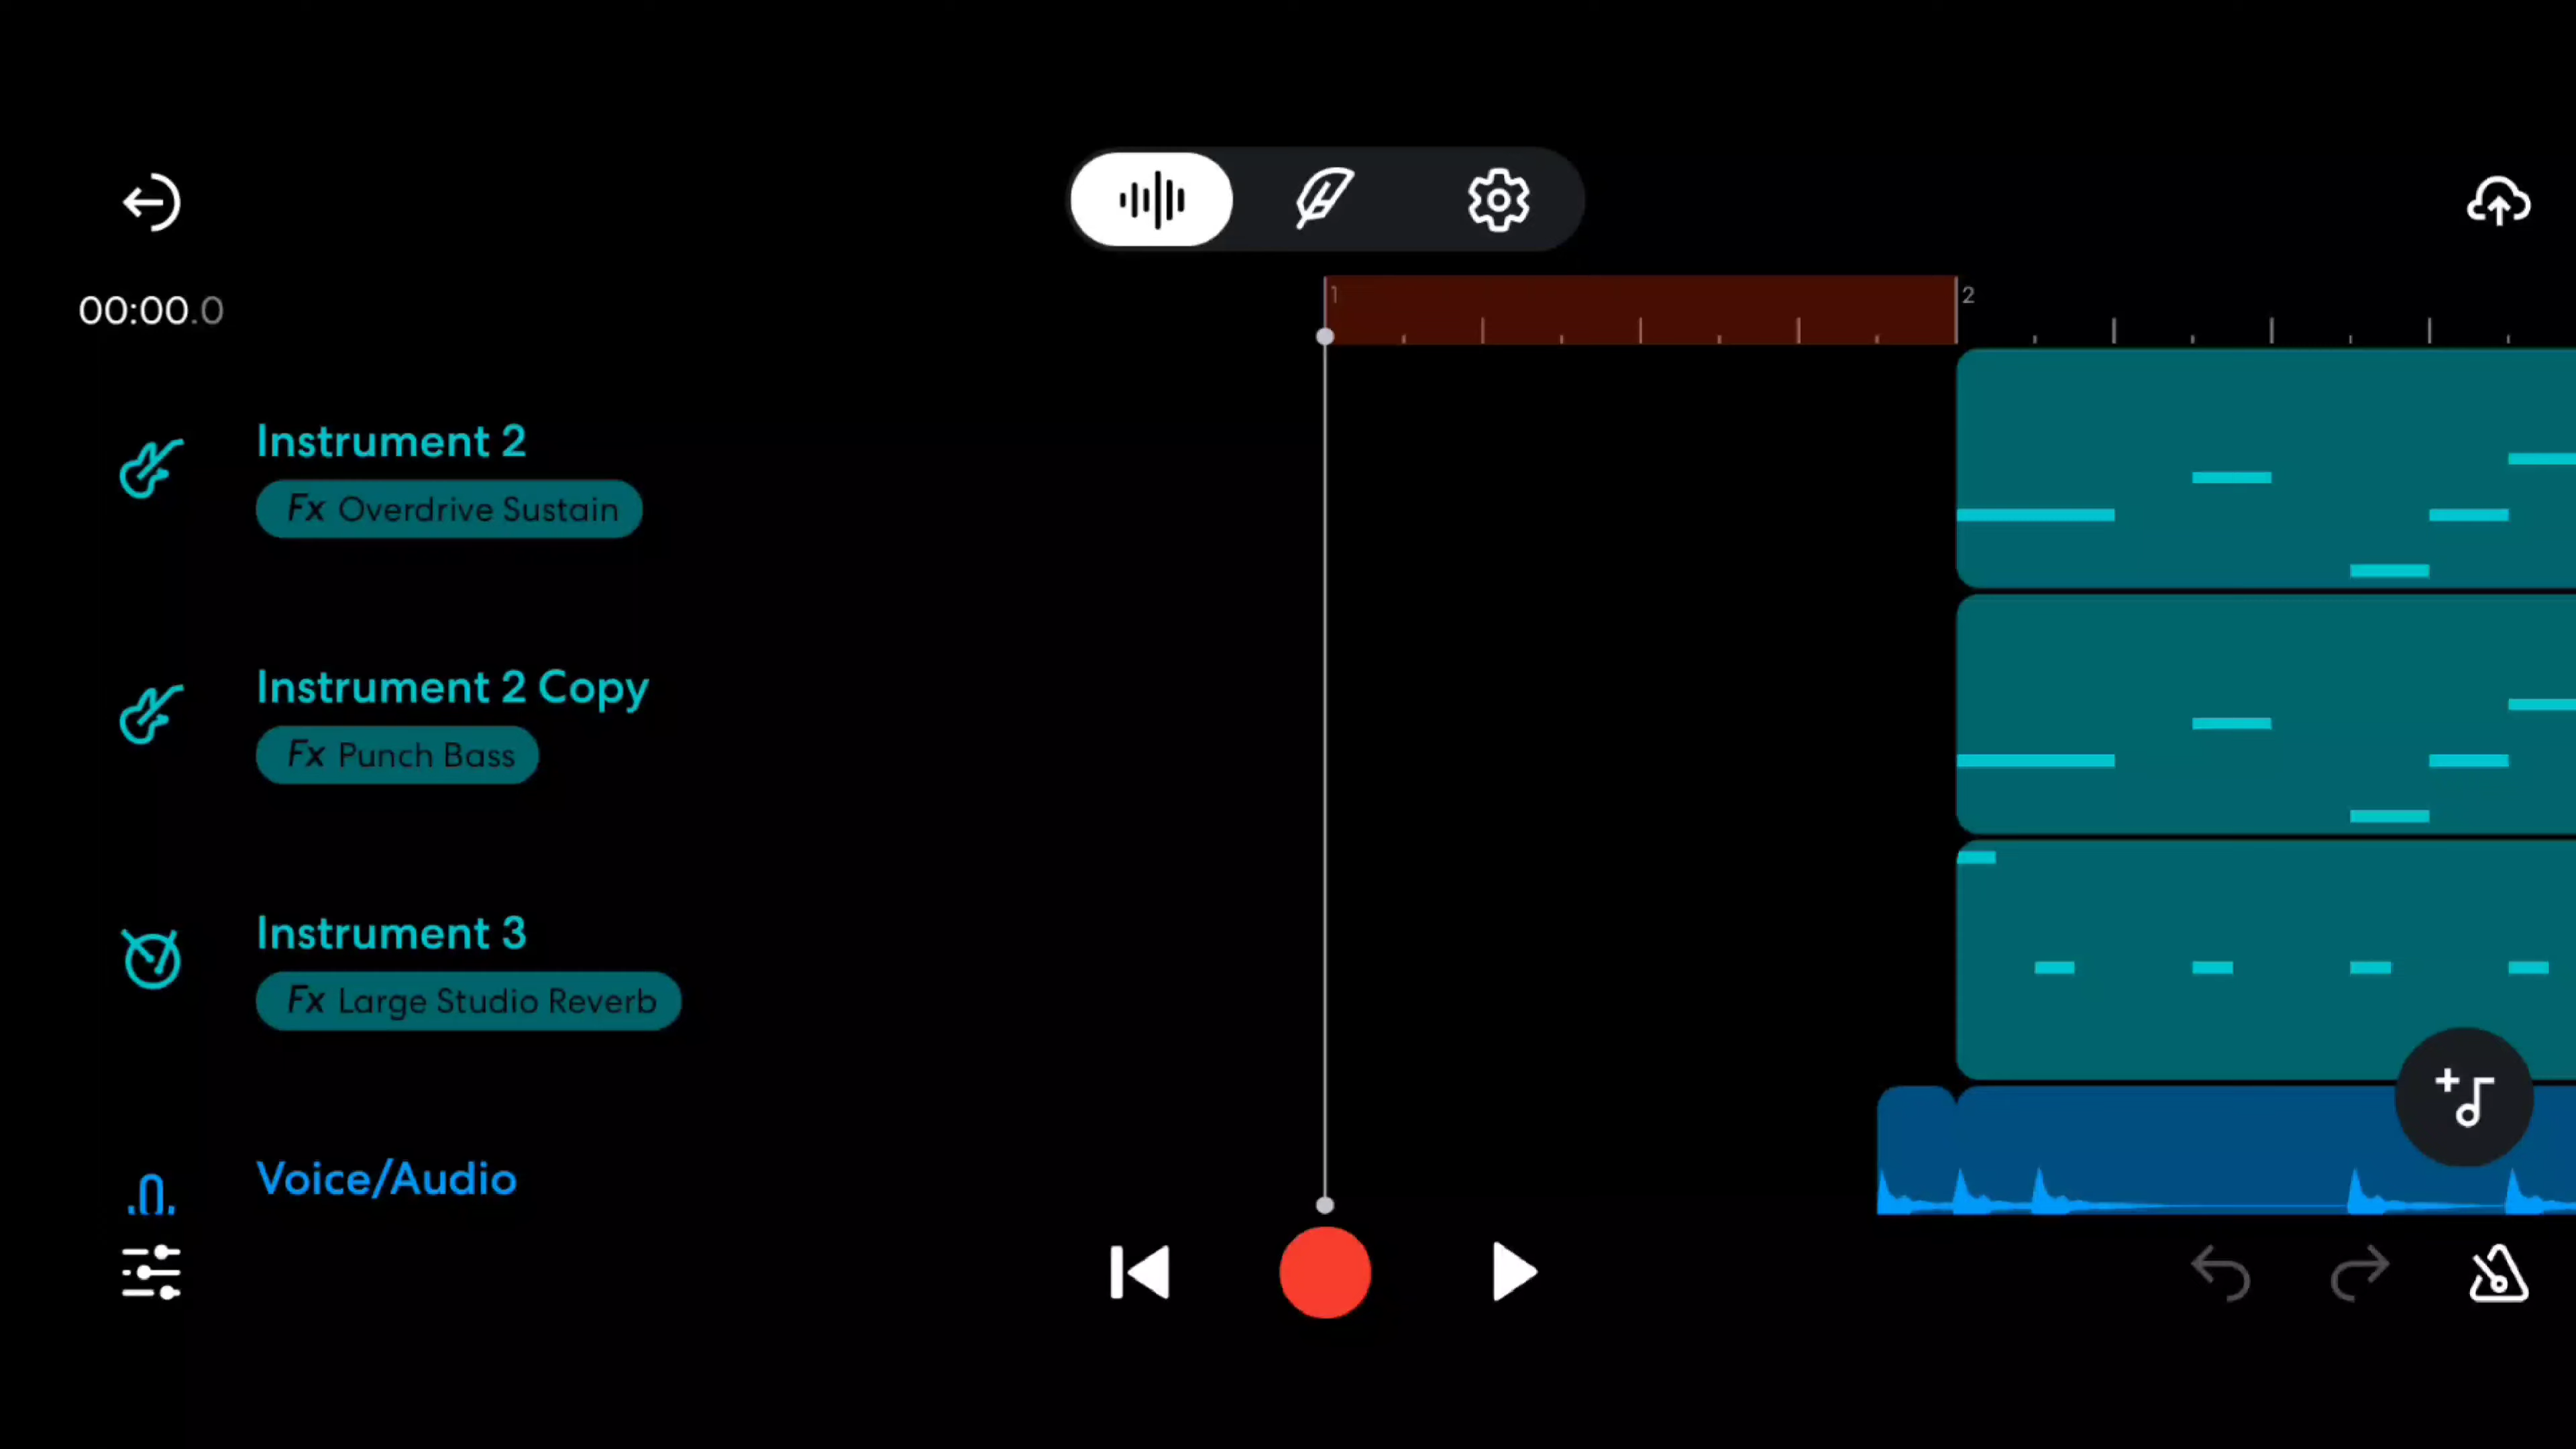 00:00.0
1
2
Instrument 2
Fx Overdrive Sustain
Instrument 2 Copy
Fx Punch Bass
Instrument 3
Fx Large Studio Reverb
Voice/Audio